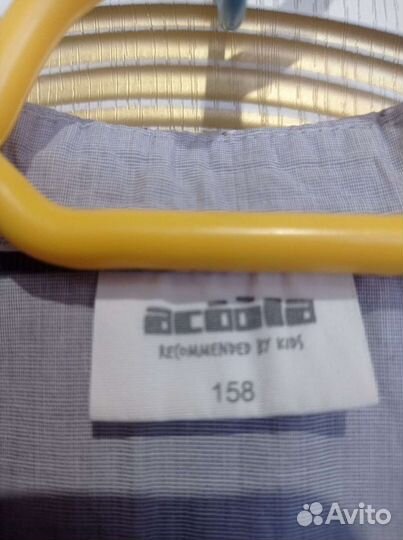 acoola
RECOMMENDED BY KIDS
158
Avito